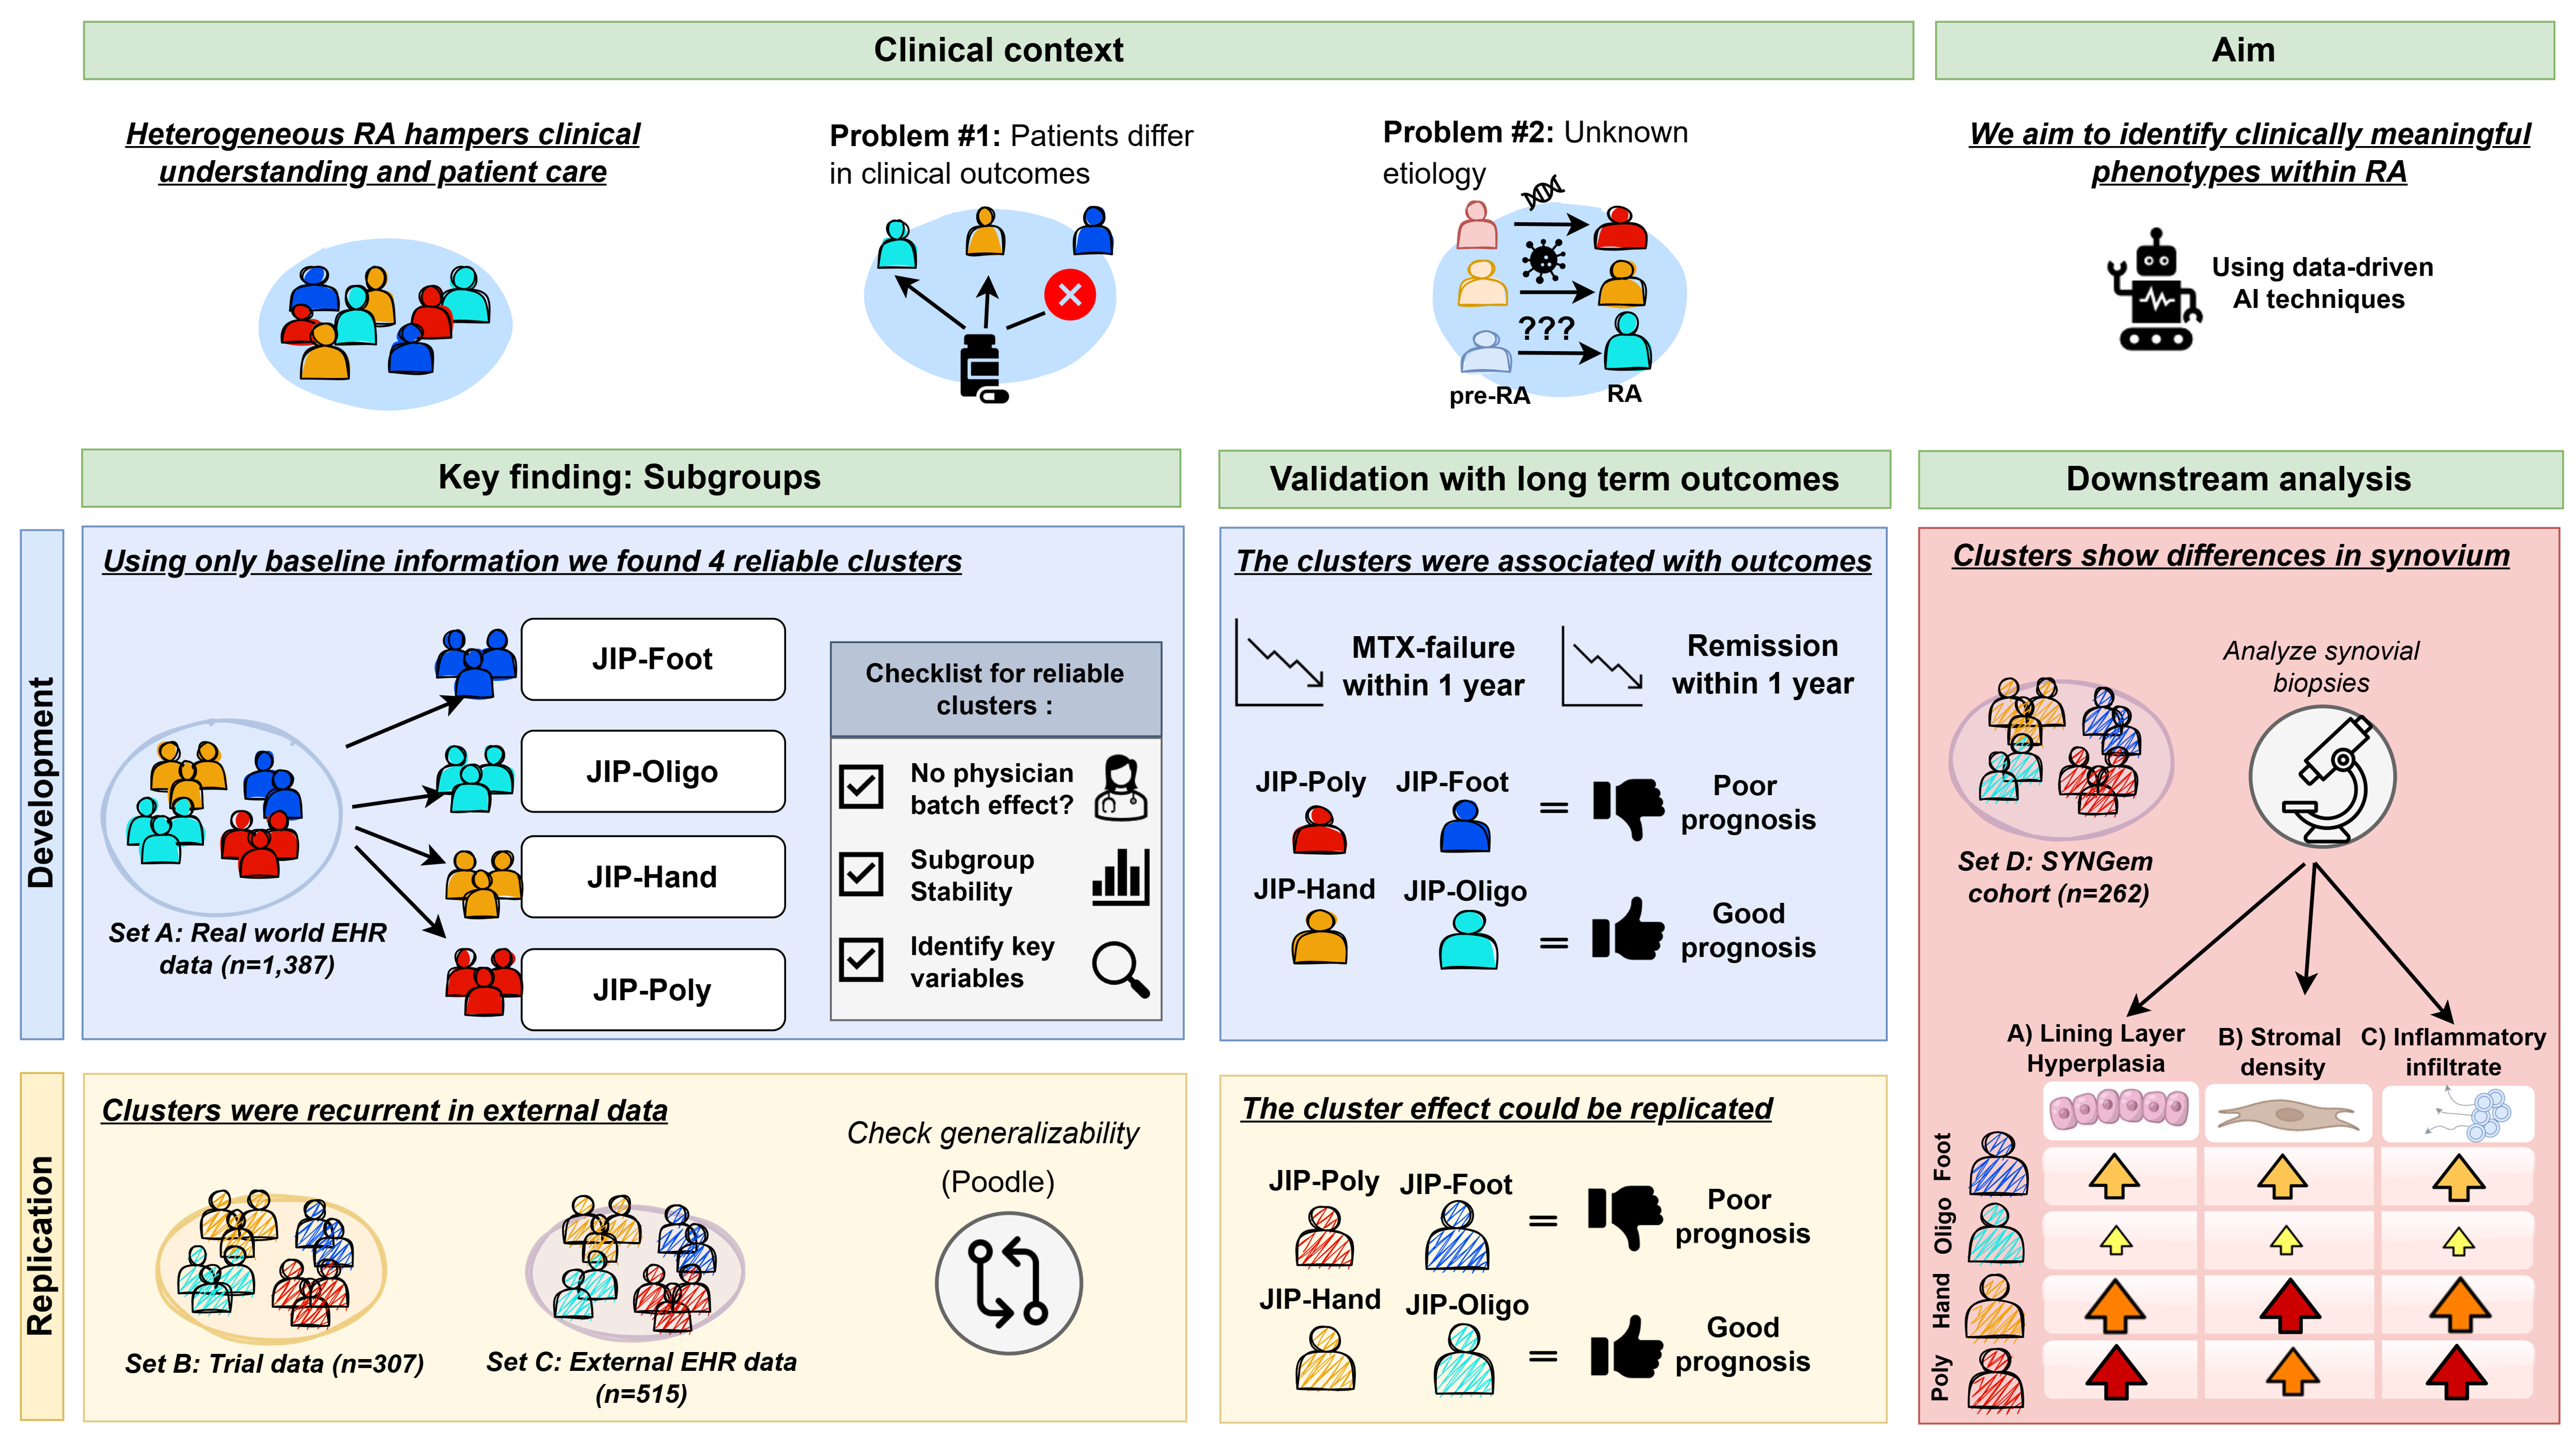 Clinical context
Aim
Heterogeneous RA hampers clinical
understanding and patient care
Problem #1: Patients differ
in clinical outcomes
Problem #2: Unknown
etiology
???
pre-RA
RA
We aim to identify clinically meaningful
phenotypes within RA
Using data-driven
AI techniques
Key finding: Subgroups
Validation with long term outcomes
Downstream analysis
Development
Using only baseline information we found 4 reliable clusters
Set A: Real world EHR
data (n=1,387)
JIP-Foot
JIP-Oligo
JIP-Hand
JIP-Poly
Checklist for reliable
clusters :
No physician
batch effect?
Subgroup
Stability
Identify key
variables
The clusters were associated with outcomes
MTX-failure
within 1 year
Remission
within 1 year
JIP-Poly
JIP-Foot
=
Poor
prognosis
JIP-Hand
JIP-Oligo
=
Good
prognosis
Clusters show differences in synovium
Analyze synovial
biopsies
Set D: SYNGem
cohort (n=262)
A) Lining Layer
Hyperplasia
B) Stromal
density
C) Inflammatory
infiltrate
Foot
Oligo
Hand
Poly
Replication
Clusters were recurrent in external data
Check generalizability
(Poodle)
Set B: Trial data (n=307)
Set C: External EHR data
(n=515)
The cluster effect could be replicated
JIP-Poly
JIP-Foot
=
Poor
prognosis
JIP-Hand
JIP-Oligo
=
Good
prognosis